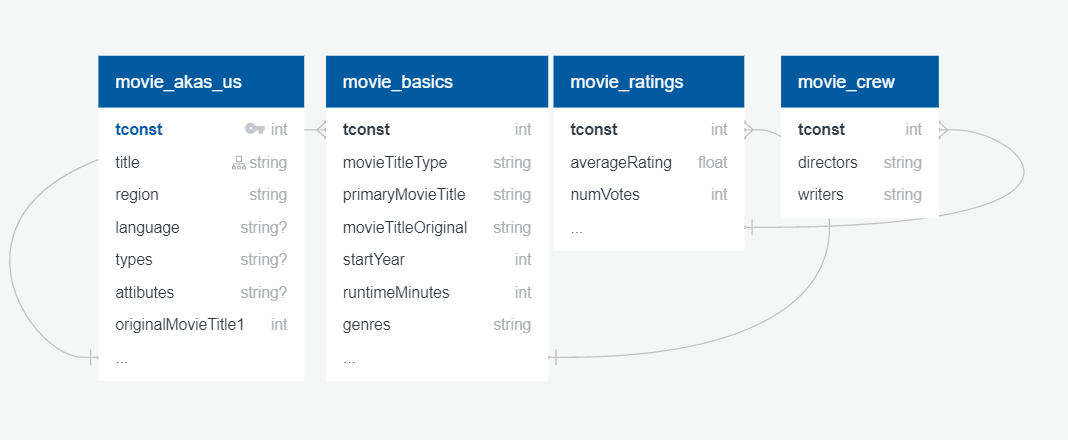 movie_akas_us
tconst int
title string
region string
language string?
types string?
attibutes string?
originalMovieTitle1 int
...
movie_basics
tconst int
movieTitleType string
primaryMovieTitle string
movieTitleOriginal string
startYear int
runtimeMinutes int
genres string
...
movie_ratings
tconst int
averageRating float
numVotes int
...
movie_crew
tconst int
directors string
writers string